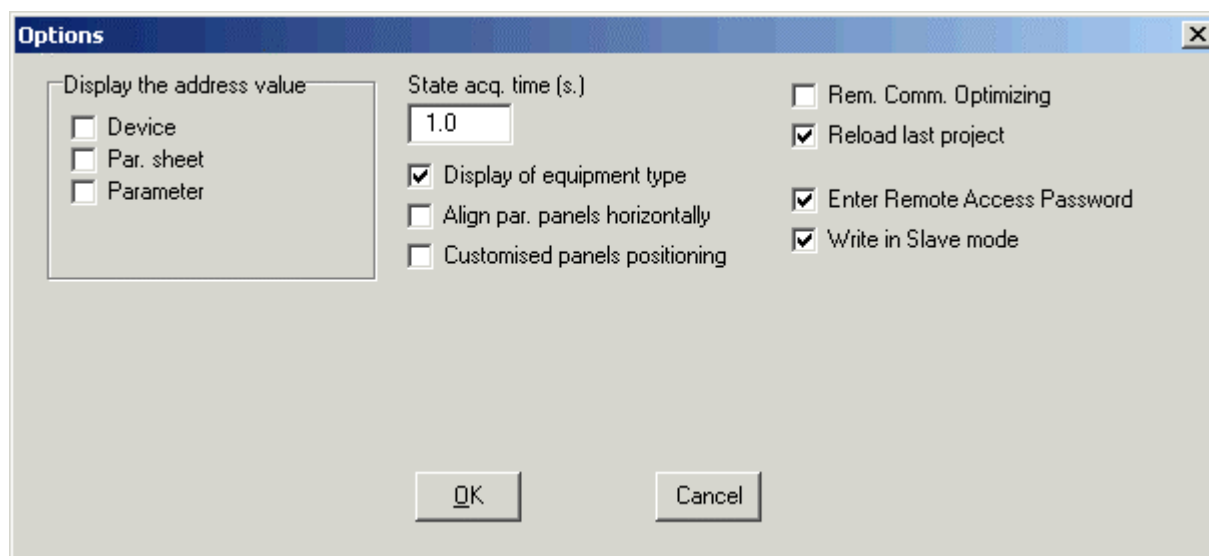 Options
Display the address value
Device
Par. sheet
Parameter
State acq. time (s.)
1.0
Display of equipment type
Align par. panels horizontally
Customised panels positioning
Rem. Comm. Optimizing
Reload last project
Enter Remote Access Password
Write in Slave mode
OK
Cancel